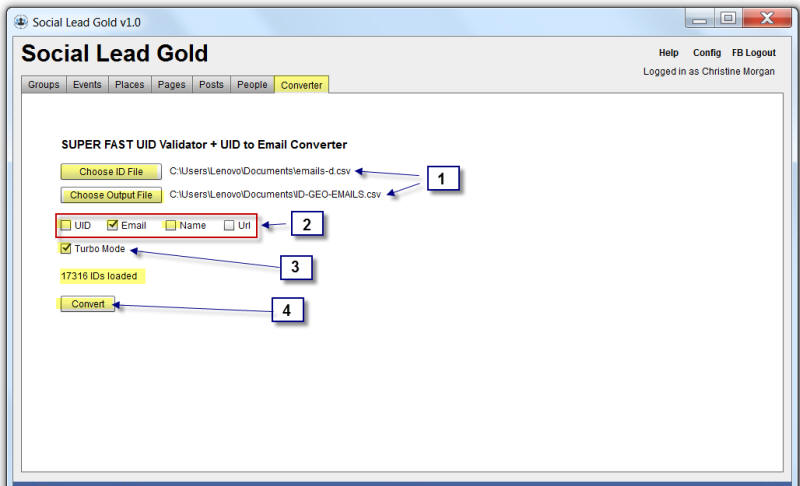 Social Lead Gold v1.0
Social Lead Gold
Help Config FB Logout
Logged in as Christine Morgan
Groups Events Places Pages Posts People Converter
SUPER FAST UID Validator + UID to Email Converter
Choose ID File C:\Users\Lenovo\Documents\emails-d.csv
1
Choose Output File C:\Users\Lenovo\Documents\ID-GEO-EMAILS.csv
UID Email Name Url 2
Turbo Mode
3
17316 IDs loaded
Convert 4